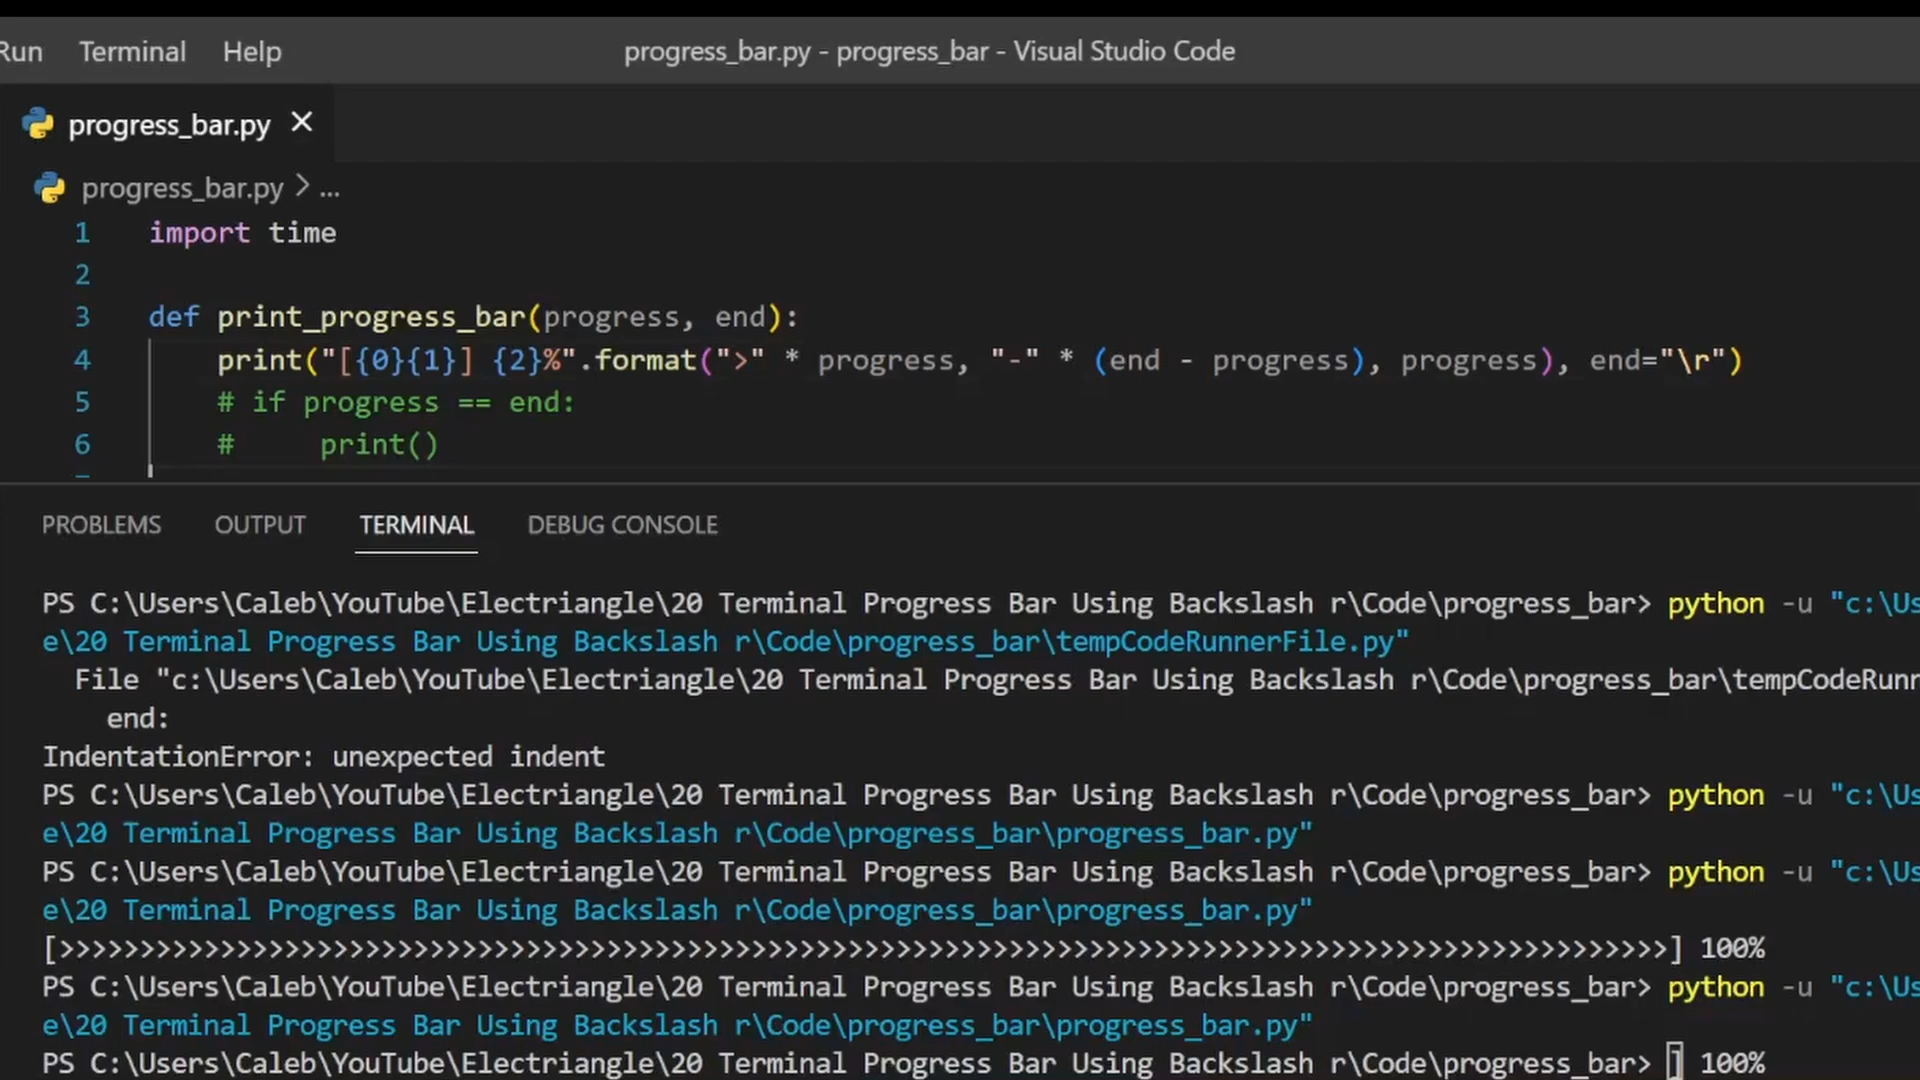 Run Terminal Help progress_bar.py - progress_bar - Visual Studio Code
progress_bar.py
progress_bar.py > ...
1 import time
2
3 def print_progress_bar(progress, end):
4 print("[{0}{1}] {2}%".format(">" * progress, "-" * (end - progress), progress), end="\r")
5 # if progress == end:
6 #     print()
PROBLEMS OUTPUT TERMINAL DEBUG CONSOLE
PS C:\Users\Caleb\YouTube\Electriangle\20 Terminal Progress Bar Using Backslash r\Code\progress_bar> python -u "c:\Us
e\20 Terminal Progress Bar Using Backslash r\Code\progress_bar\tempCodeRunnerFile.py"
File "c:\Users\Caleb\YouTube\Electriangle\20 Terminal Progress Bar Using Backslash r\Code\progress_bar\tempCodeRunr
end:
IndentationError: unexpected indent
PS C:\Users\Caleb\YouTube\Electriangle\20 Terminal Progress Bar Using Backslash r\Code\progress_bar> python -u "c:\Us
e\20 Terminal Progress Bar Using Backslash r\Code\progress_bar\progress_bar.py"
PS C:\Users\Caleb\YouTube\Electriangle\20 Terminal Progress Bar Using Backslash r\Code\progress_bar> python -u "c:\Us
e\20 Terminal Progress Bar Using Backslash r\Code\progress_bar\progress_bar.py"
[>>>>>>>>>>>>>>>>>>>>>>>>>>>>>>>>>>>>>>>>>>>>>>>>>>>>>>>>>>>>>>>>>>>>>>>>>>>>>>>>>>>>>>>>>>>>>>>>>>>>] 100%
PS C:\Users\Caleb\YouTube\Electriangle\20 Terminal Progress Bar Using Backslash r\Code\progress_bar> python -u "c:\Us
e\20 Terminal Progress Bar Using Backslash r\Code\progress_bar\progress_bar.py"
PS C:\Users\Caleb\YouTube\Electriangle\20 Terminal Progress Bar Using Backslash r\Code\progress_bar> ] 100%